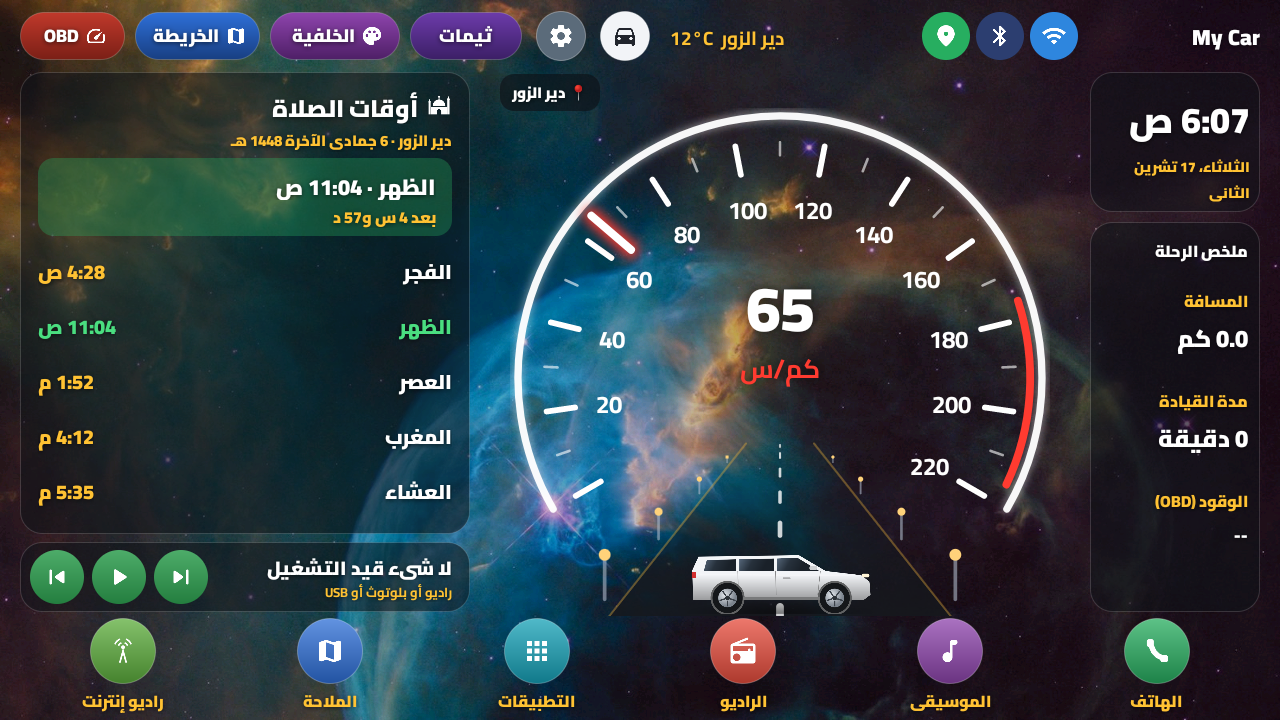 My Car
دير الزور 12°C
ثيمات
الخلفية
الخريطة
OBD
6:07 ص
الثلاثاء، 17 تشرين
الثاني
ملخص الرحلة
المسافة
0.0 كم
مدة القيادة
0 دقيقة
الوقود (OBD)
--
📍 دير الزور
20
40
60
80
100
120
140
160
180
200
220
65
كم/س
أوقات الصلاة
دير الزور · 6 جمادى الآخرة 1448 هـ
الظهر · 11:04 ص
بعد 4 س و57 د
الفجر 4:28 ص
الظهر 11:04 ص
العصر 1:52 م
المغرب 4:12 م
العشاء 5:35 م
لا شيء قيد التشغيل
راديو أو بلوتوث أو USB
الهاتف
الموسيقى
الراديو
التطبيقات
الملاحة
راديو إنترنت